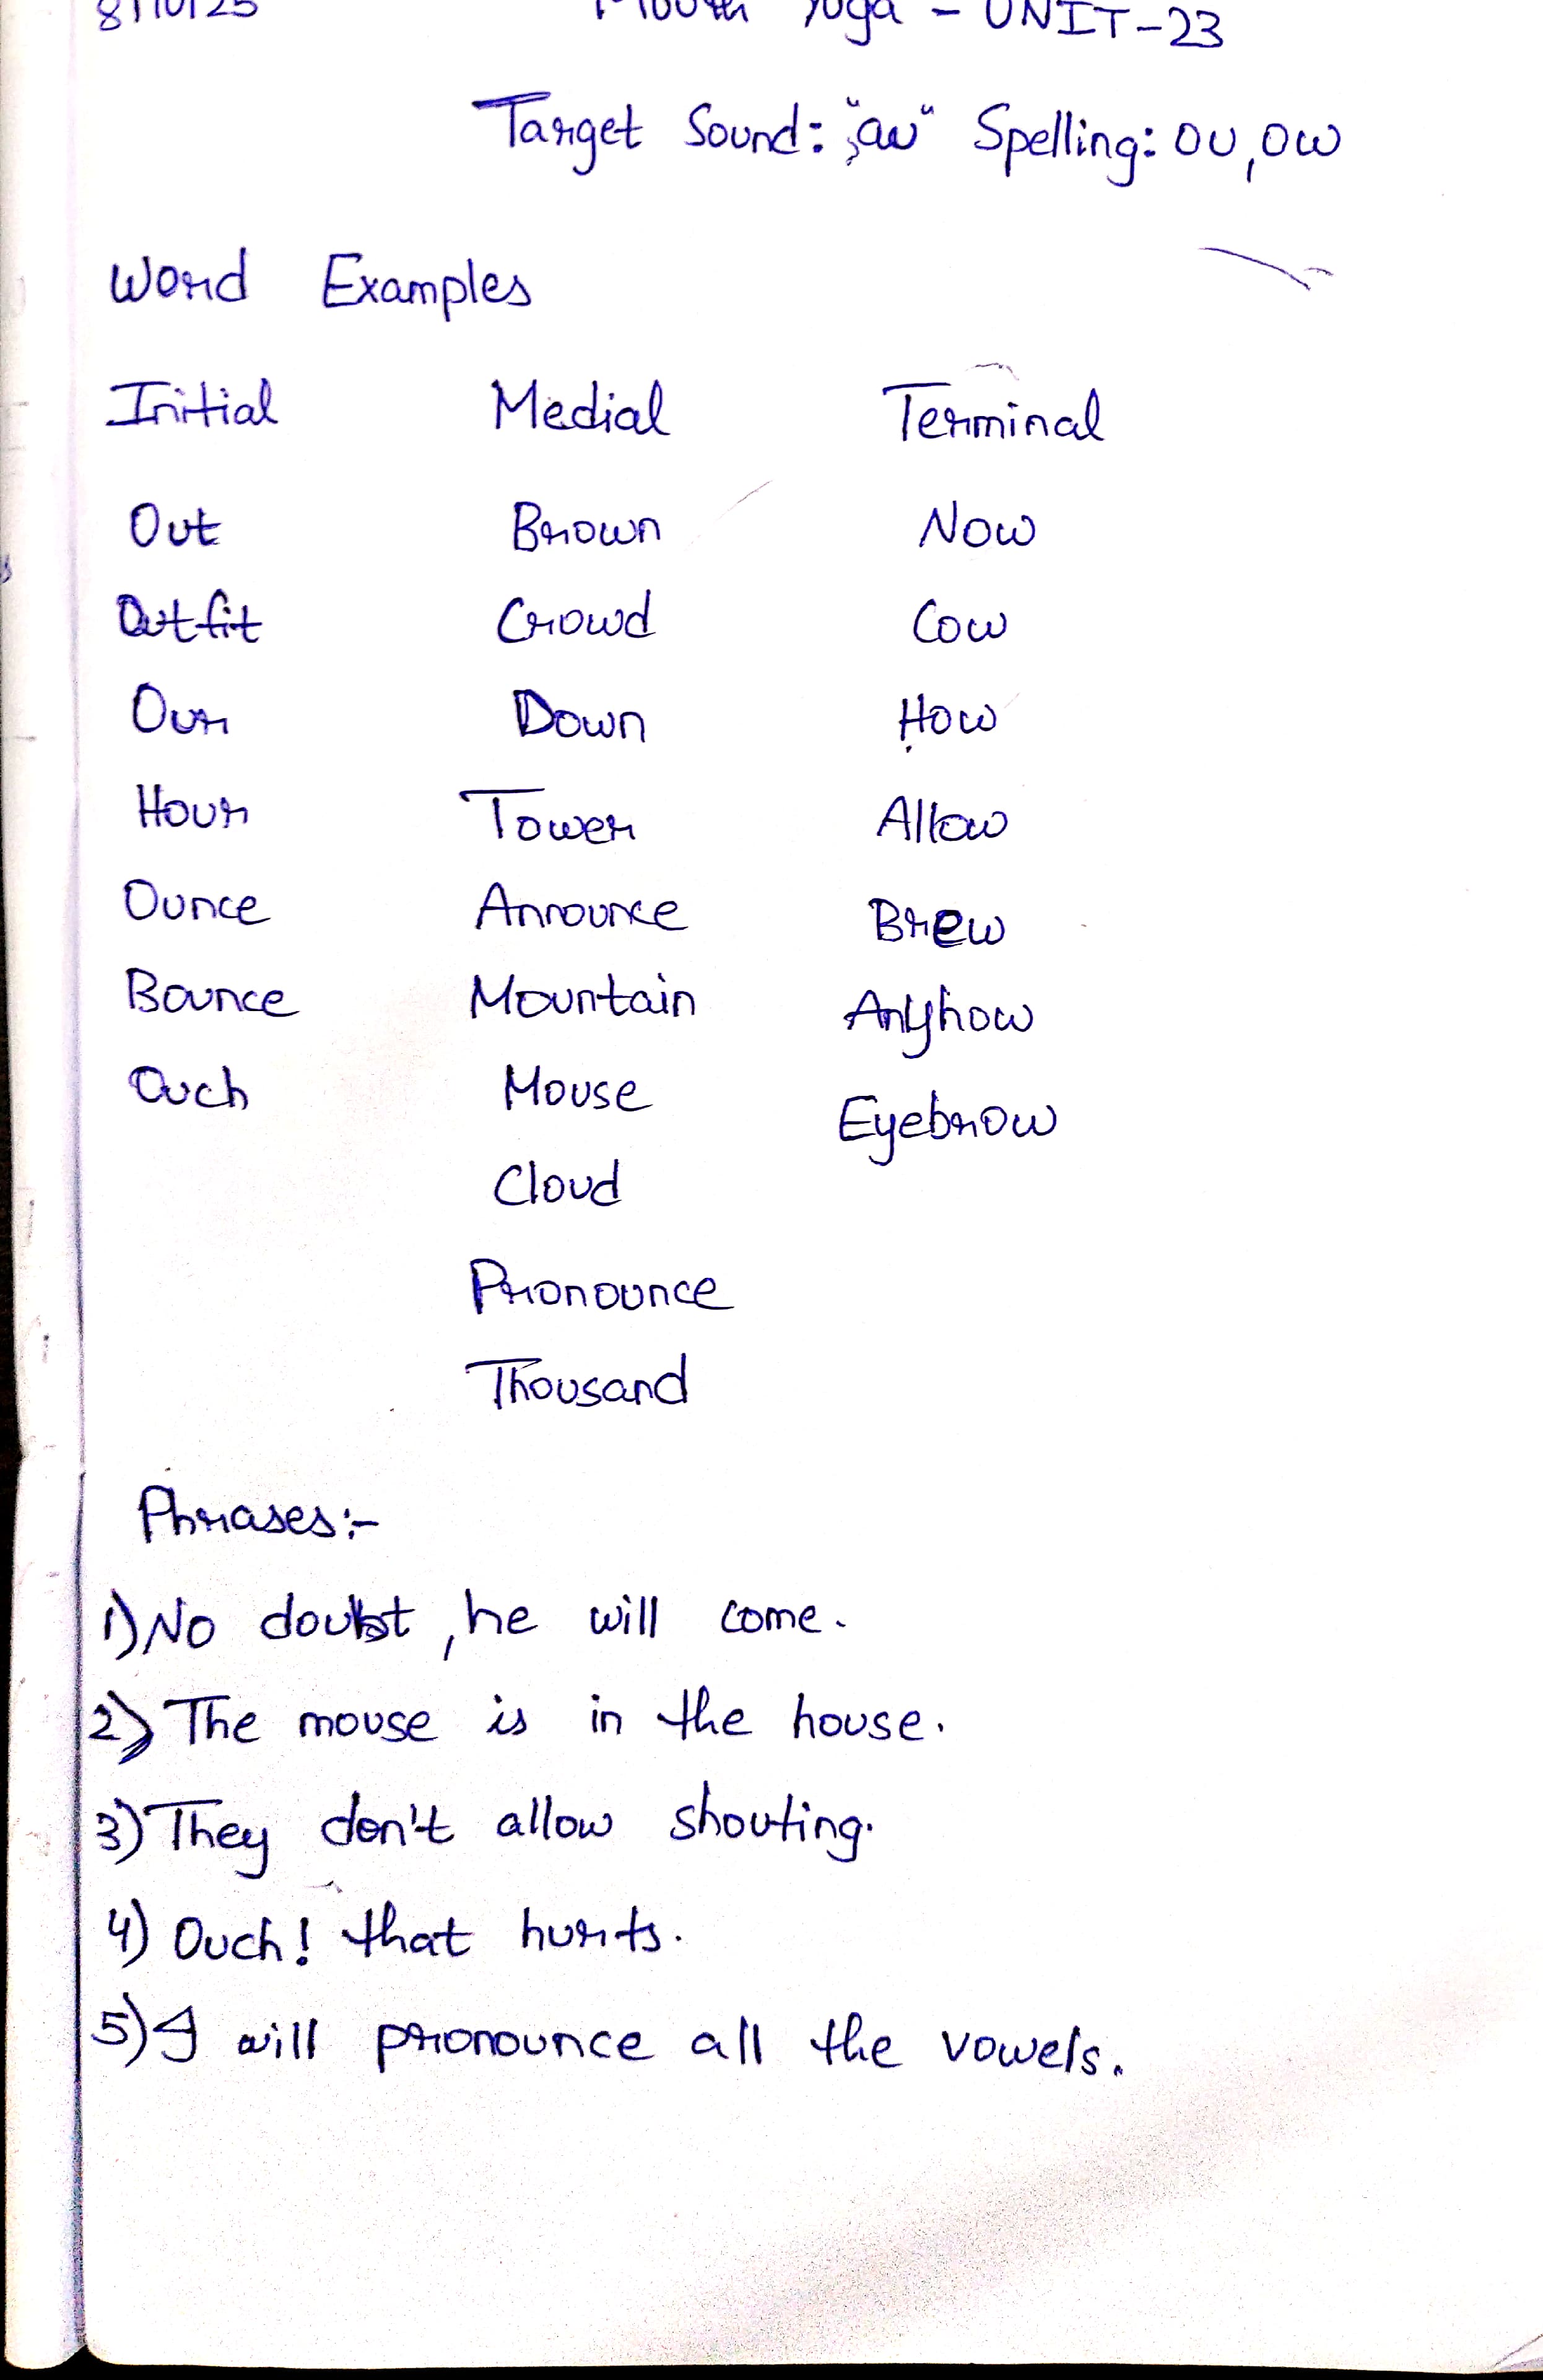 8/10/25 Mouth Yoga - UNIT-23
Target Sound: "au" Spelling: ou, ow
Word Examples
Initial Medial Terminal
Out Brown Now
Outfit Crowd Cow
Our Down How
Hour Tower Allow
Ounce Announce Brew
Bounce Mountain Anyhow
Ouch Mouse Eyebrow
Cloud
Pronounce
Thousand
Phrases:-
1) No doubt, he will come.
2) The mouse is in the house.
3) They don't allow shouting.
4) Ouch! that hurts.
5) I will pronounce all the vowels.